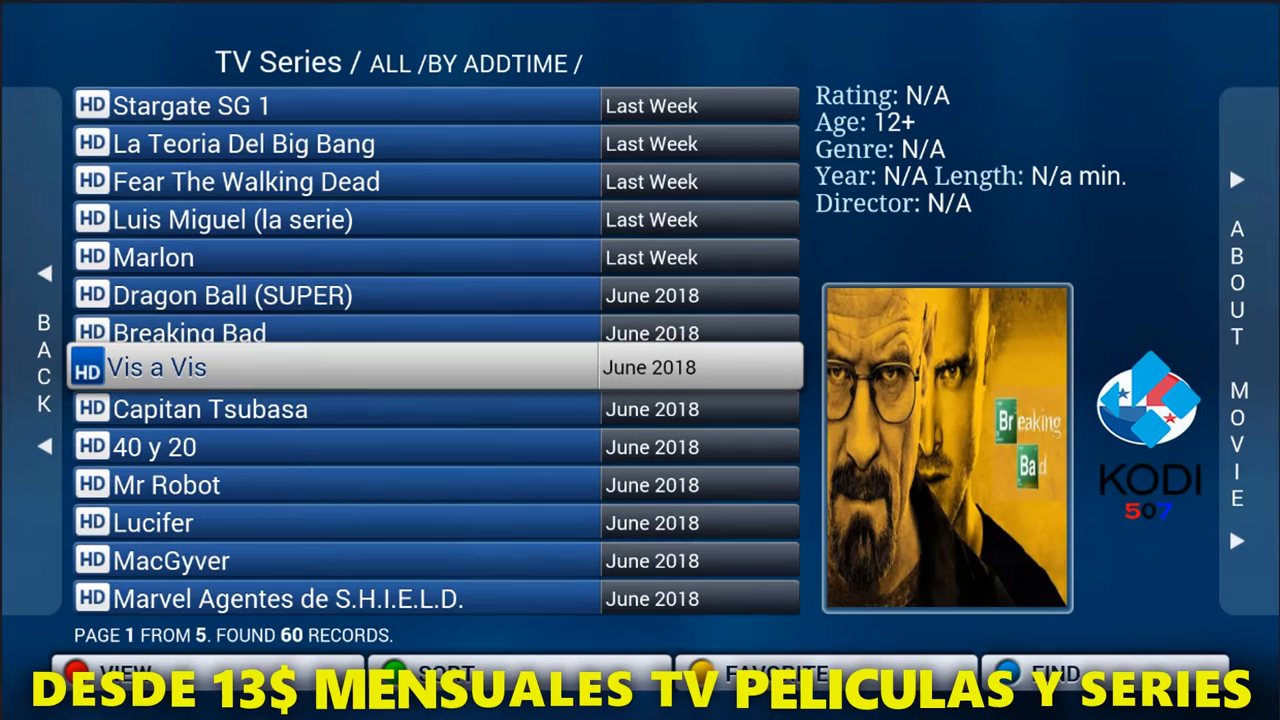 TV Series / ALL /BY ADDTIME /
HD Stargate SG 1 Last Week
HD La Teoria Del Big Bang Last Week
HD Fear The Walking Dead Last Week
HD Luis Miguel (la serie) Last Week
HD Marlon Last Week
HD Dragon Ball (SUPER) June 2018
HD Breaking Bad June 2018
HD Vis a Vis June 2018
HD Capitan Tsubasa June 2018
HD 40 y 20 June 2018
HD Mr Robot June 2018
HD Lucifer June 2018
HD MacGyver June 2018
HD Marvel Agentes de S.H.I.E.L.D. June 2018
PAGE 1 FROM 5. FOUND 60 RECORDS.
BACK
Rating: N/A
Age: 12+
Genre: N/A
Year: N/A Length: N/a min.
Director: N/A
Breaking
Bad
KODI
507
ABOUT MOVIE
VIEW SORT FAVORITE FIND
DESDE 13$ MENSUALES TV PELICULAS Y SERIES